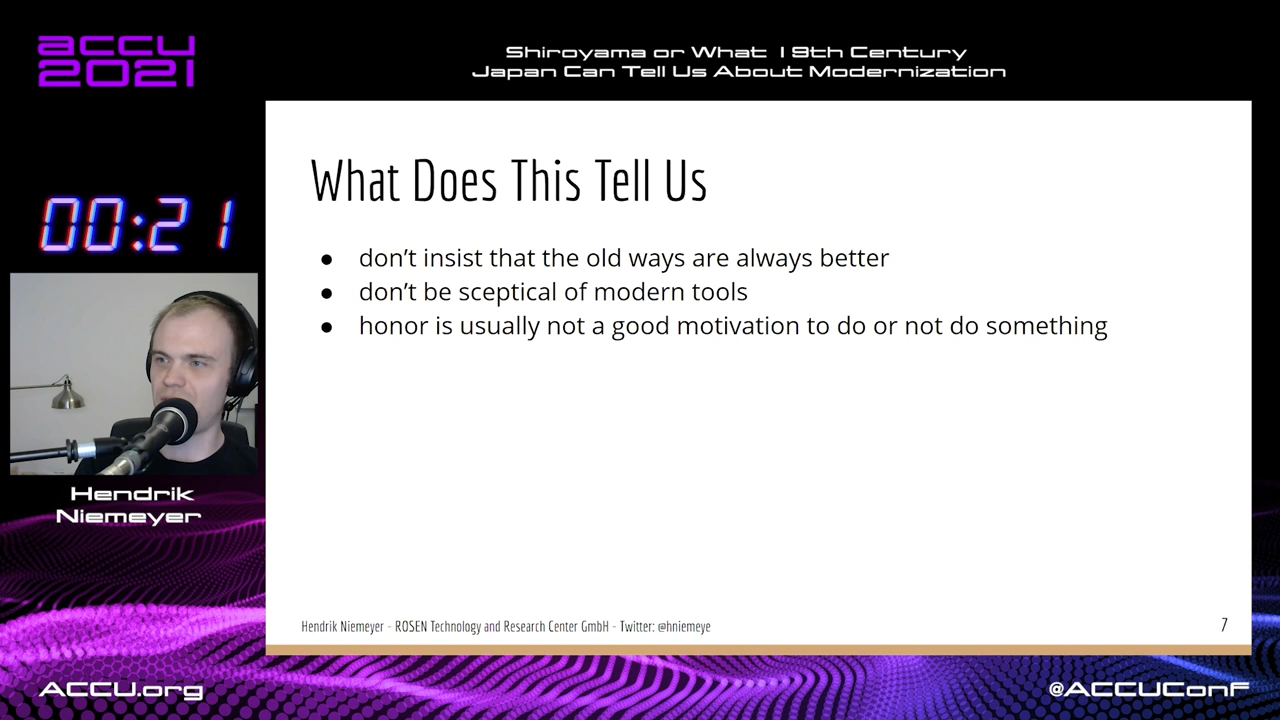 accu
2021
Shiroyama or What 19th Century
Japan Can Tell Us About Modernization
00:21
Hendrik
Niemeyer
What Does This Tell Us
● don’t insist that the old ways are always better
● don’t be sceptical of modern tools
● honor is usually not a good motivation to do or not do something
Hendrik Niemeyer - ROSEN Technology and Research Center GmbH - Twitter: @hniemeye
7
ACCU.org
@ACCUConf